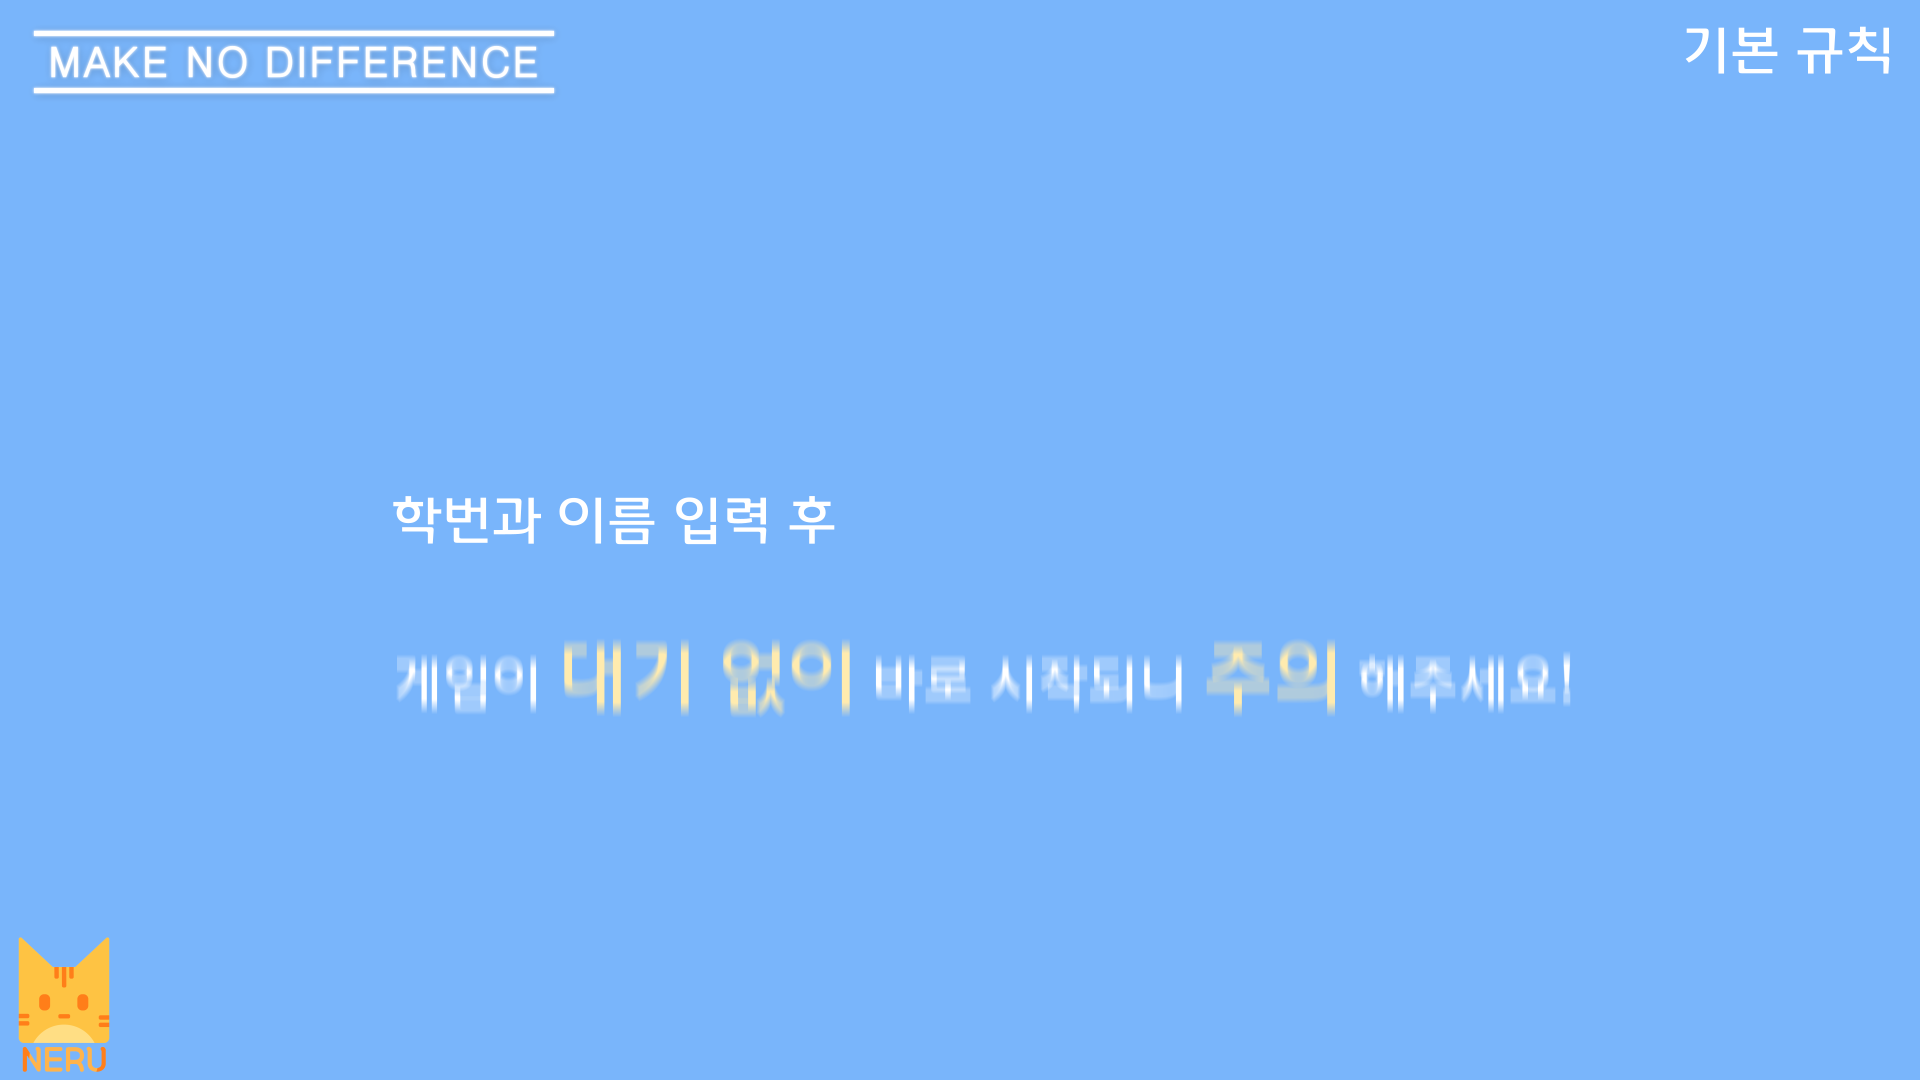 MAKE NO DIFFERENCE
기본 규칙
학번과 이름 입력 후
게임이 대기 없이 바로 시작되니 주의 해주세요!
NERU